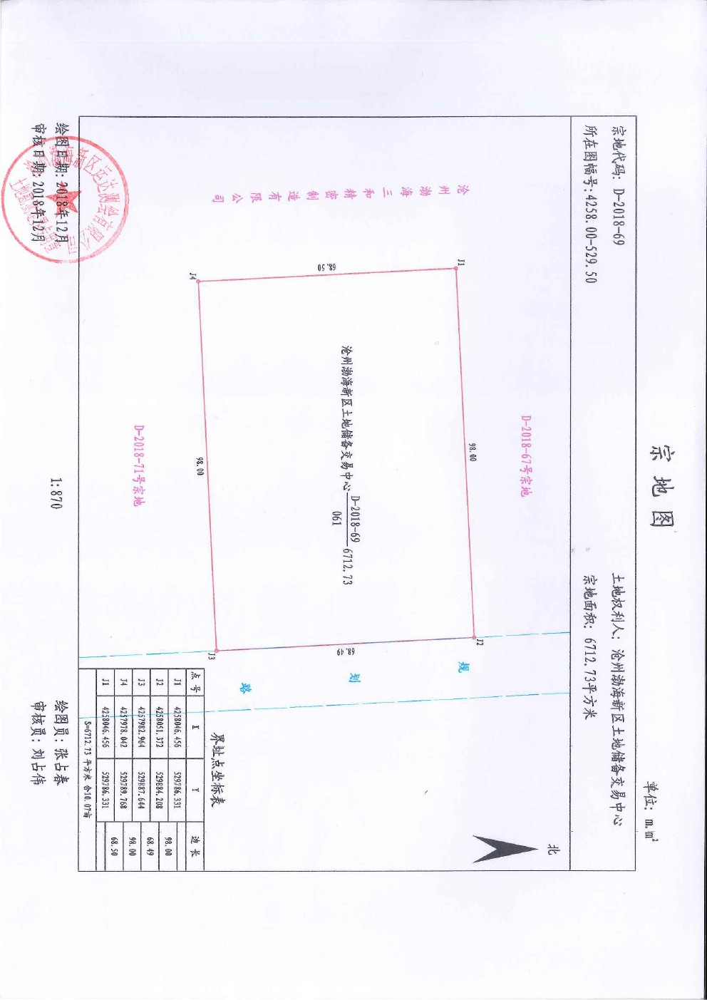 宗 地 图
单位: m.m²
宗地代码: D-2018-69
土地权利人: 沧州渤海新区土地储备交易中心
所在图幅号: 4258.00-529.50
宗地面积: 6712.73平方米
北
D-2018-67号宗地
沧州渤海三和精密制造有限公司
J1
98.00
J2
68.50
沧州渤海新区土地储备交易中心 D-2018-69 6712.73
061
68.49
J4
98.00
J3
规划路
D-2018-71号宗地
界址点坐标表
点 号 X Y 边 长
J1 4258046.456 529786.331
98.00
J2 4258051.372 529884.208
68.49
J3 4257982.964 529887.644
98.00
J4 4257978.042 529789.768
68.50
J1 4258046.456 529786.331
S=6712.73 平方米 合10.07亩
绘图日期: 2018年12月
1:870
绘图员: 张占春
审核日期: 2018年12月
审核员: 刘占伟